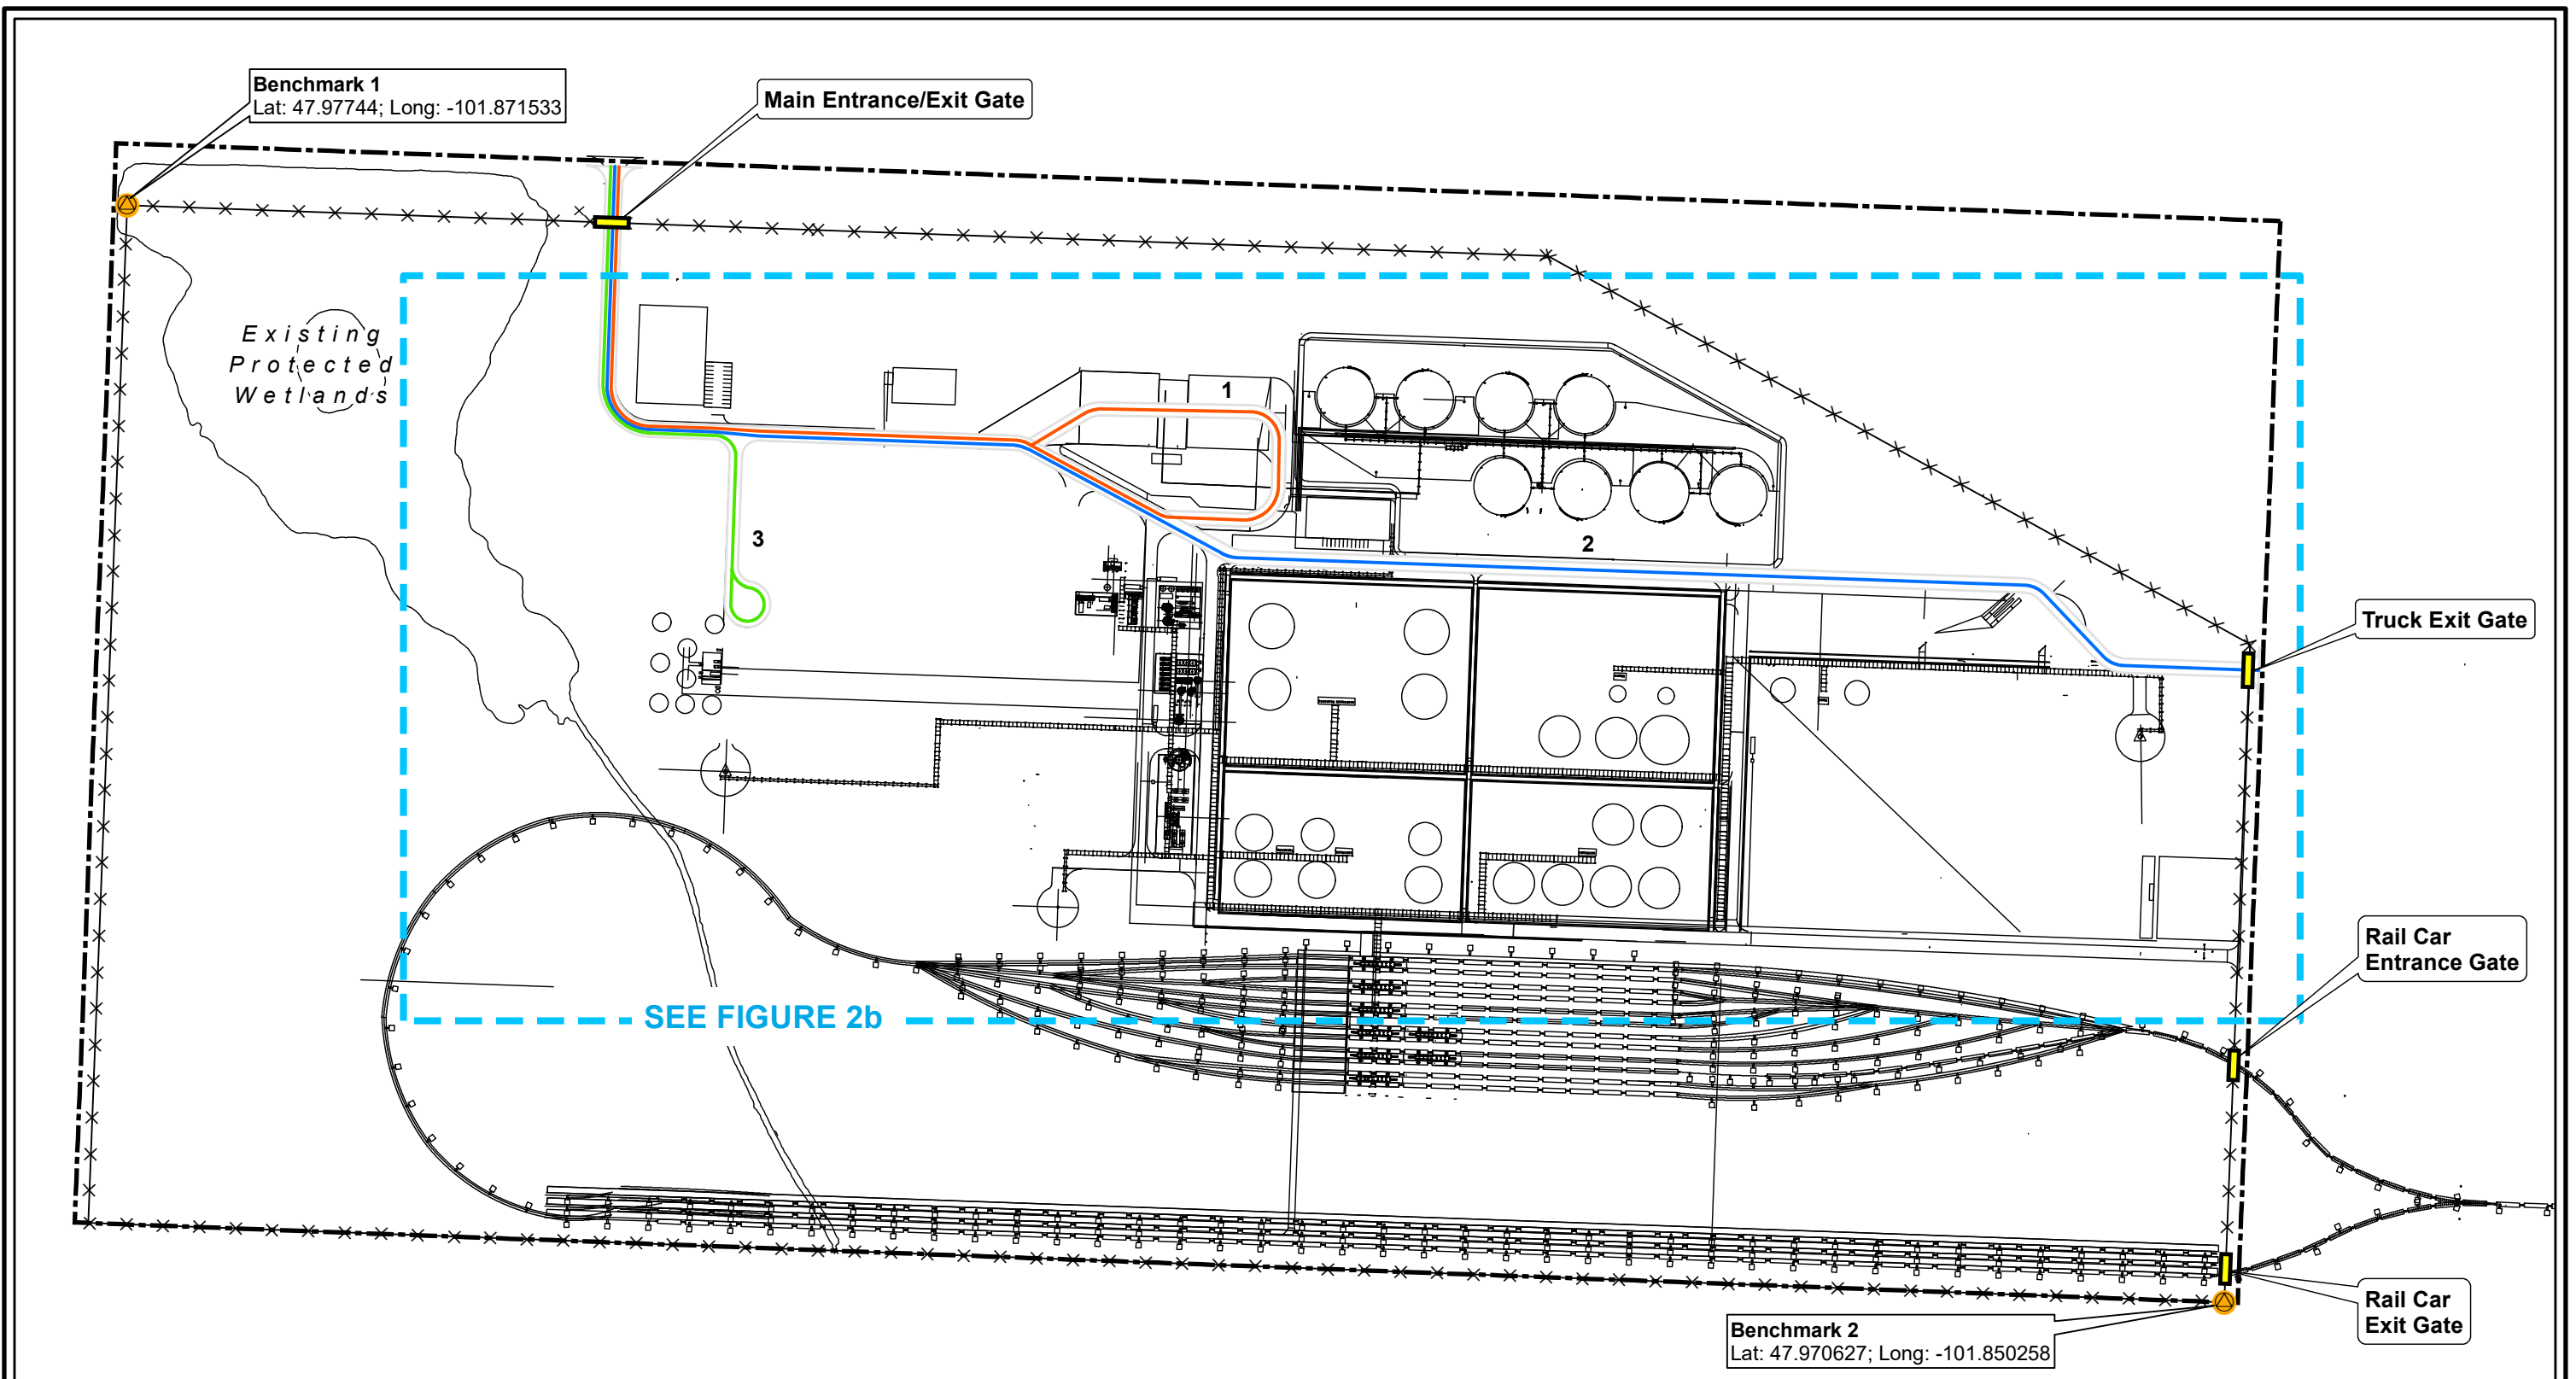 Benchmark 1
Lat: 47.97744; Long: -101.871533
Main Entrance/Exit Gate
Existing
Protected
Wetlands
1
2
3
Truck Exit Gate
Rail Car
Entrance Gate
SEE FIGURE 2b
Rail Car
Exit Gate
Benchmark 2
Lat: 47.970627; Long: -101.850258